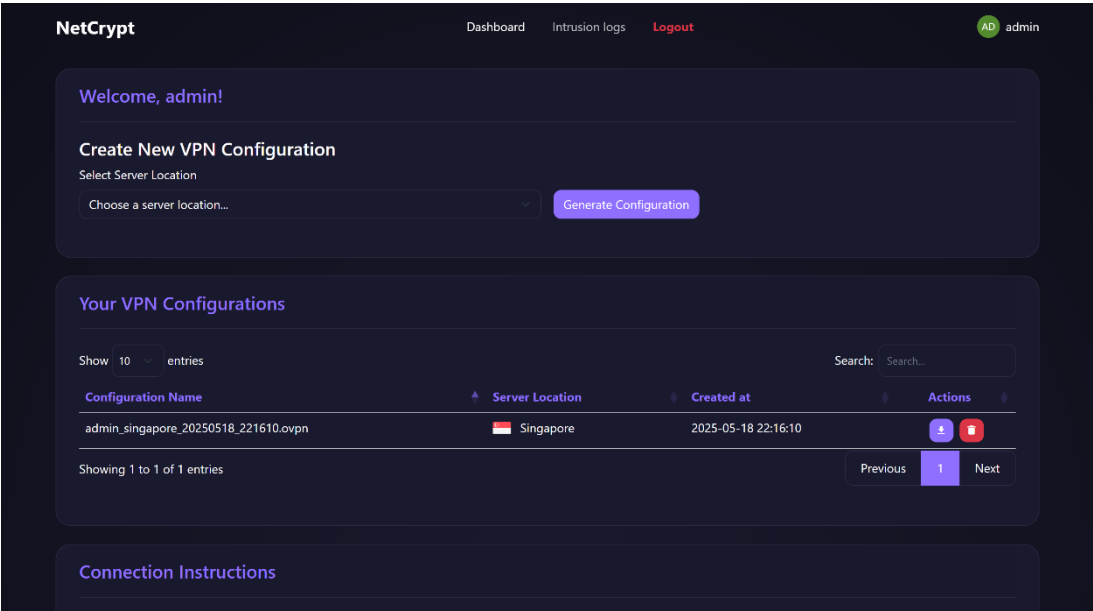 NetCrypt Dashboard Intrusion logs Logout AD admin
Welcome, admin!
Create New VPN Configuration
Select Server Location
Choose a server location... Generate Configuration
Your VPN Configurations
Show 10 entries Search: Search...
Configuration Name Server Location Created at Actions
admin_singapore_20250518_221610.ovpn Singapore 2025-05-18 22:16:10
Showing 1 to 1 of 1 entries Previous 1 Next
Connection Instructions